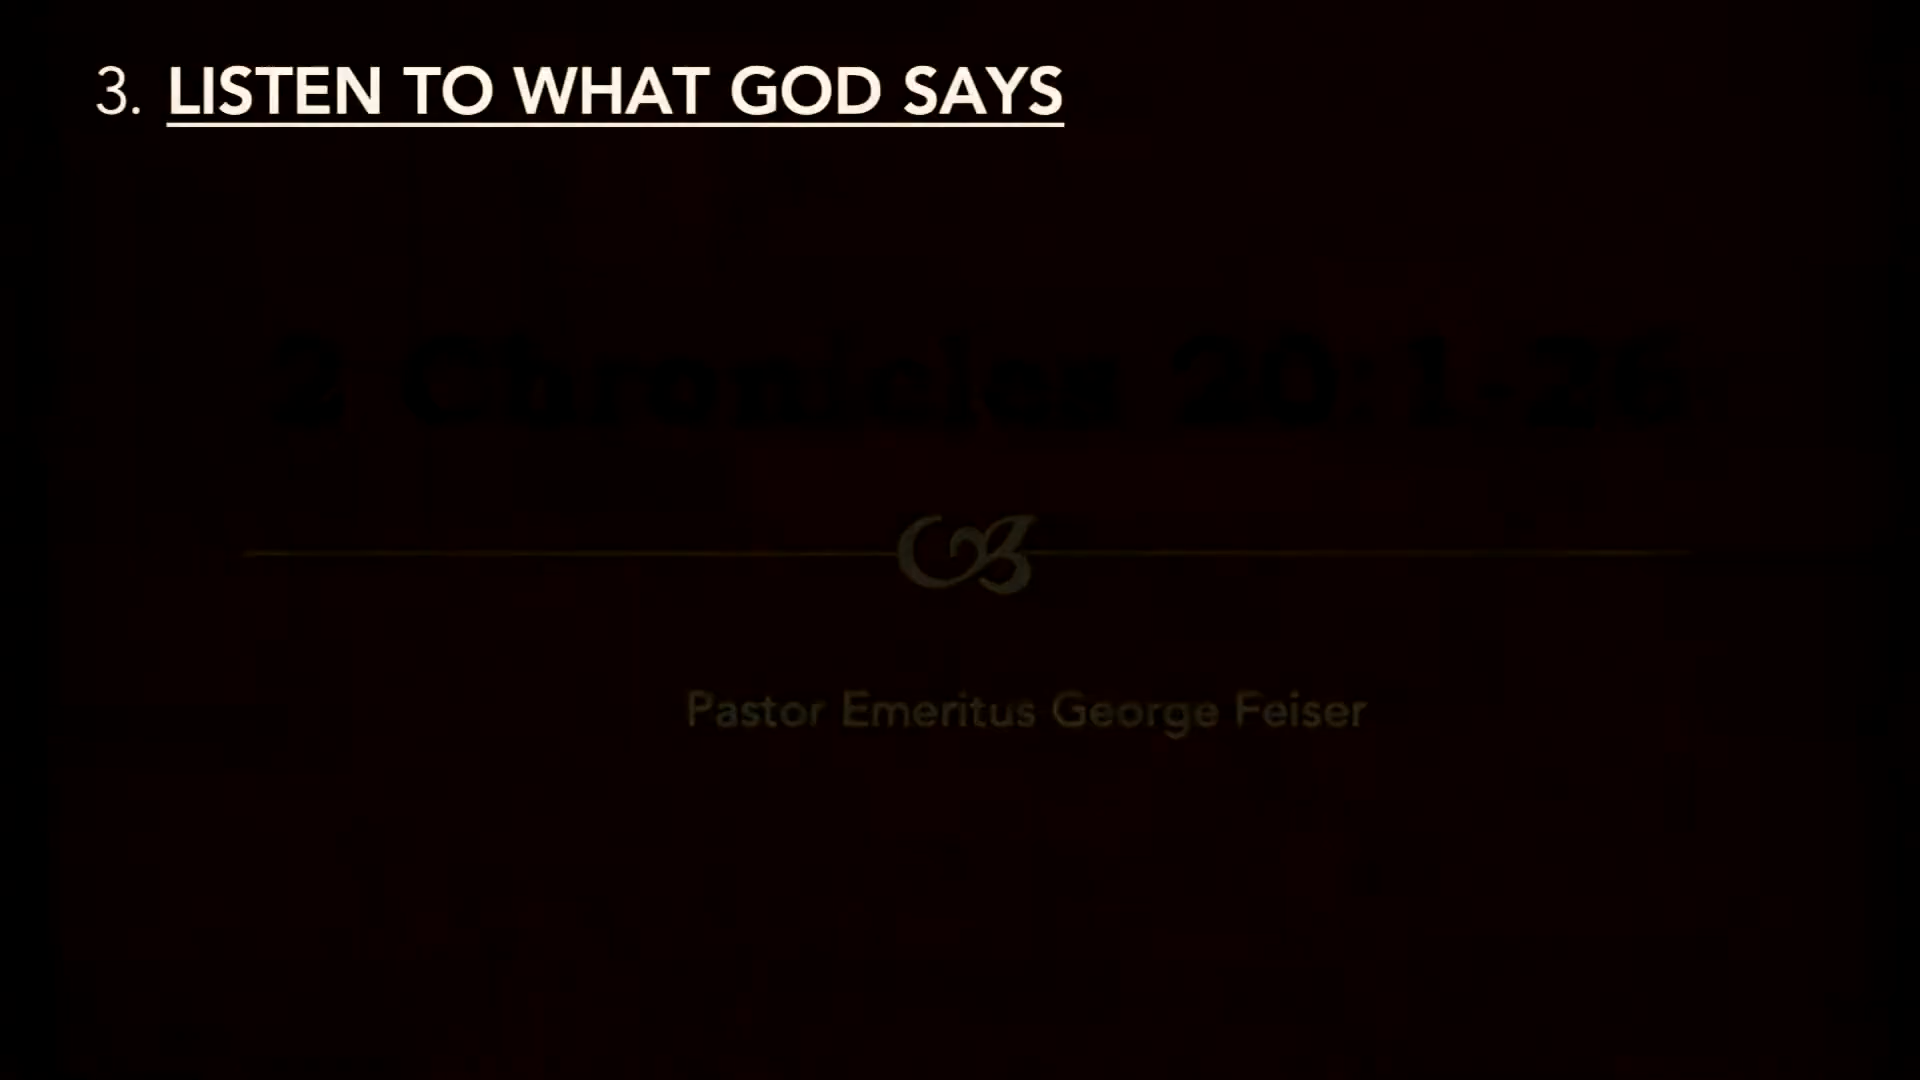 3. LISTEN TO WHAT GOD SAYS
2 Chronicles 20:1-26
Pastor Emeritus George Feiser